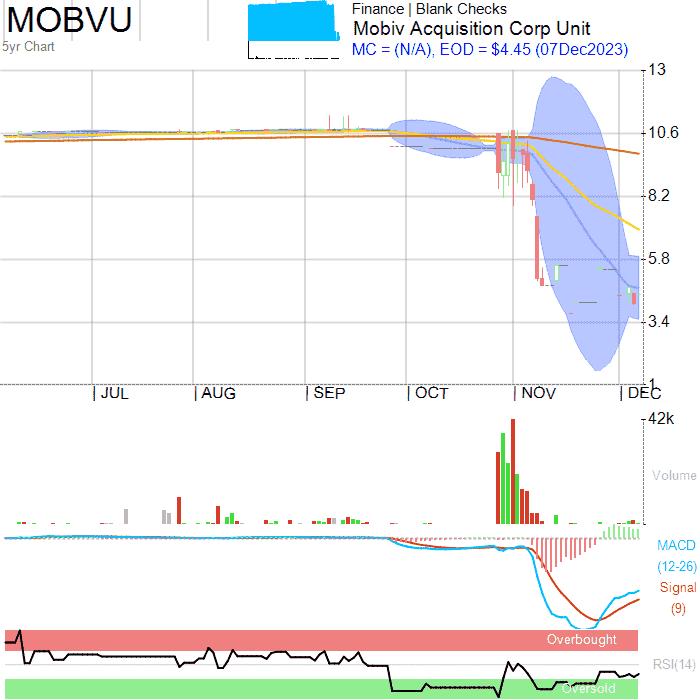 MOBVU
5yr Chart
Finance | Blank Checks
Mobiv Acquisition Corp Unit
MC = (N/A), EOD = $4.45 (07Dec2023)
13
10.6
8.2
5.8
3.4
1
JUL AUG SEP OCT NOV DEC
42k
Volume
MACD
(12-26)
Signal
(9)
Overbought
RSI(14)
Oversold